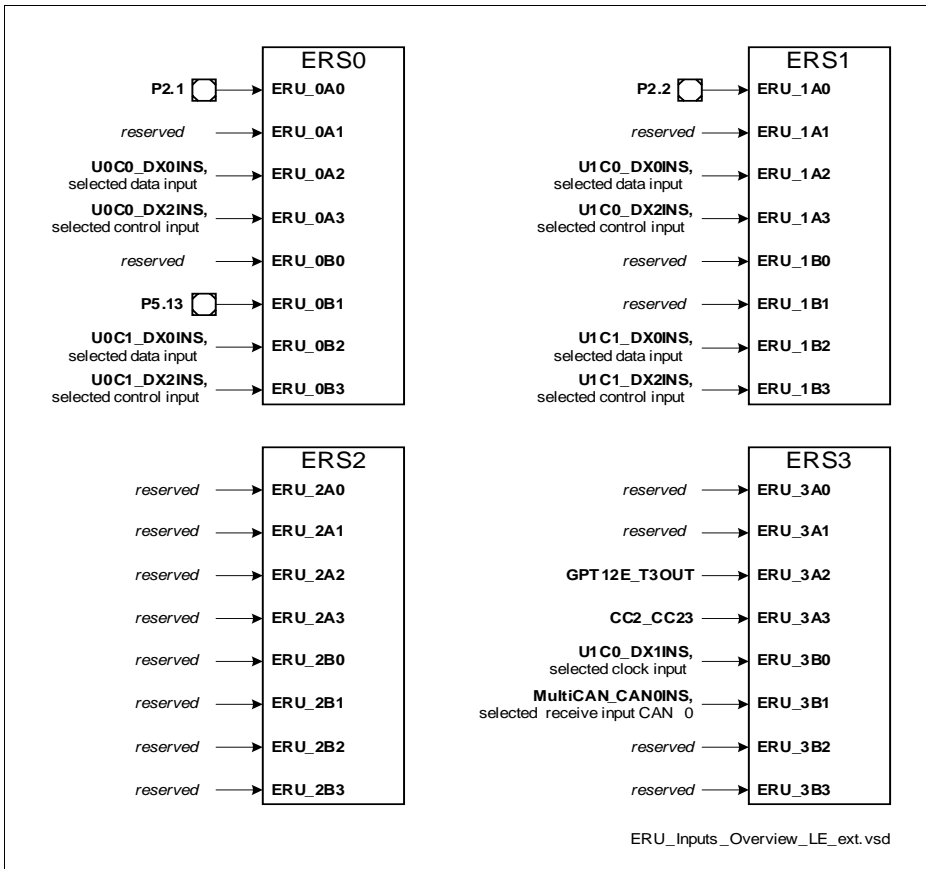 ERS0
P2.1 ERU_0A0
reserved ERU_0A1
U0C0_DX0INS,
selected data input ERU_0A2
U0C0_DX2INS,
selected control input ERU_0A3
reserved ERU_0B0
P5.13 ERU_0B1
U0C1_DX0INS,
selected data input ERU_0B2
U0C1_DX2INS,
selected control input ERU_0B3
ERS1
P2.2 ERU_1A0
reserved ERU_1A1
U1C0_DX0INS,
selected data input ERU_1A2
U1C0_DX2INS,
selected control input ERU_1A3
reserved ERU_1B0
reserved ERU_1B1
U1C1_DX0INS,
selected data input ERU_1B2
U1C1_DX2INS,
selected control input ERU_1B3
ERS2
reserved ERU_2A0
reserved ERU_2A1
reserved ERU_2A2
reserved ERU_2A3
reserved ERU_2B0
reserved ERU_2B1
reserved ERU_2B2
reserved ERU_2B3
ERS3
reserved ERU_3A0
reserved ERU_3A1
GPT12E_T3OUT ERU_3A2
CC2_CC23 ERU_3A3
U1C0_DX1INS,
selected clock input ERU_3B0
MultiCAN_CAN0INS,
selected receive input CAN 0 ERU_3B1
reserved ERU_3B2
reserved ERU_3B3
ERU_Inputs_Overview_LE_ext.vsd